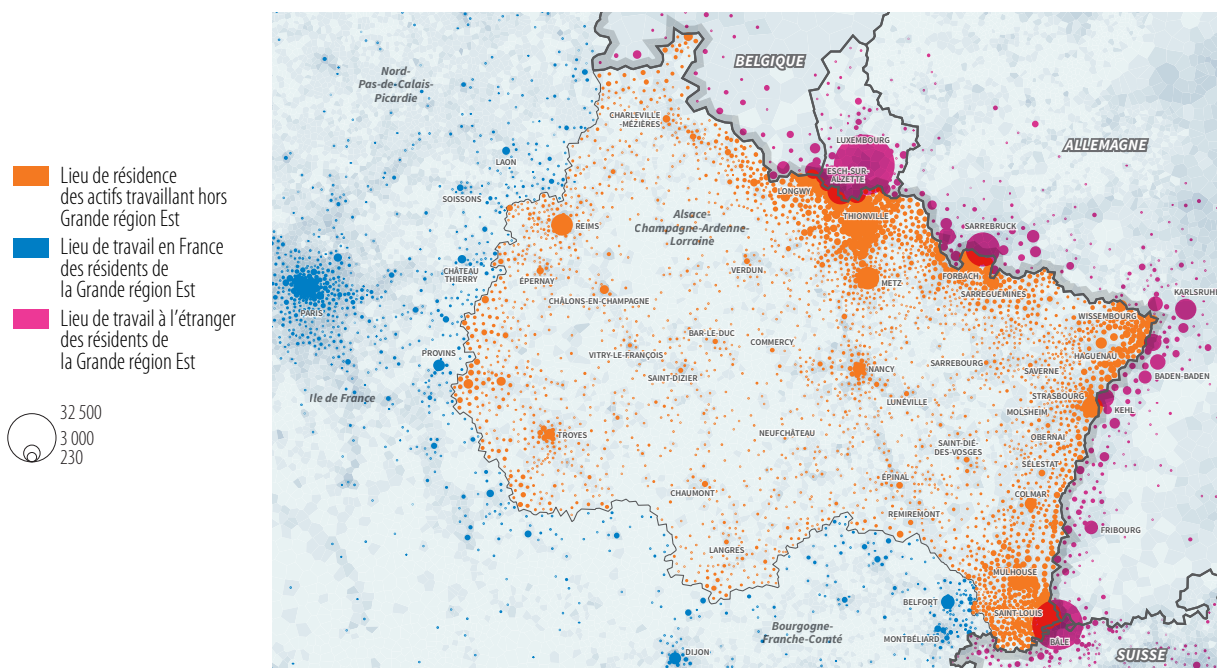 Lieu de résidence
des actifs travaillant hors
Grande région Est
Lieu de travail en France
des résidents de
la Grande région Est
Lieu de travail à l'étranger
des résidents de
la Grande région Est
32 500
3 000
230
Nord-
Pas-de-Calais-
Picardie
BELGIQUE
CHARLEVILLE
-MÉZIÈRES
LUXEMBOURG
ALLEMAGNE
LAON
ESCH-SUR-
ALZETTE
LONGWY
SOISSONS
Alsace-
Champagne-Ardenne-
Lorraine
THIONVILLE
REIMS
SARREBRUCK
CHÂTEAU
THIERRY
ÉPERNAY
VERDUN
METZ
FORBACH
SARREGUEMINES
KARLSRUHE
CHÂLONS-EN-CHAMPAGNE
PARIS
WISSEMBOURG
BAR-LE-DUC
COMMERCY
PROVINS
VITRY-LE-FRANÇOIS
HAGUENAU
SARREBOURG
SAVERNE
NANCY
SAINT-DIZIER
BADEN-BADEN
Ile de France
LUNÉVILLE
STRASBOURG
KEHL
MOLSHEIM
TROYES
NEUFCHÂTEAU
OBERNAI
SAINT-DIÉ-
DES-VOSGES
SÉLESTAT
ÉPINAL
CHAUMONT
COLMAR
REMIREMONT
FRIBOURG
LANGRES
MULHOUSE
BELFORT
SAINT-LOUIS
Bourgogne-
Franche-Comté
MONTBÉLIARD
BÂLE
DIJON
SUISSE